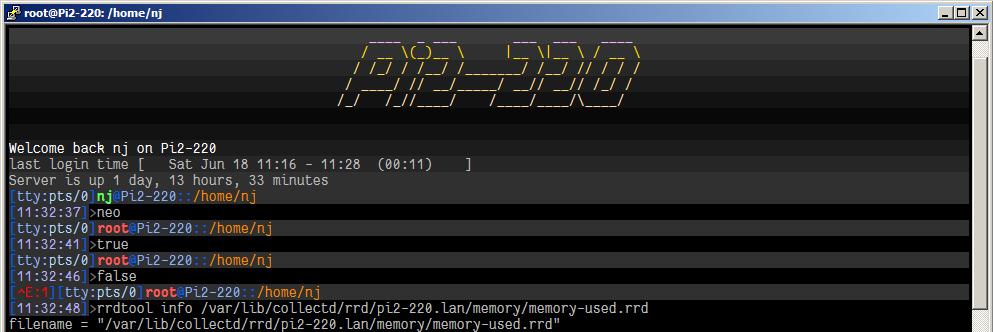 root@Pi2-220: /home/nj
Pi2-220
Welcome back nj on Pi2-220
last login time [   Sat Jun 18 11:16 - 11:28  (00:11)    ]
Server is up 1 day, 13 hours, 33 minutes
[tty:pts/0]nj@Pi2-220::/home/nj
[11:32:37]>neo
[tty:pts/0]root@Pi2-220::/home/nj
[11:32:41]>true
[tty:pts/0]root@Pi2-220::/home/nj
[11:32:46]>false
[^E:1][tty:pts/0]root@Pi2-220::/home/nj
[11:32:48]>rrdtool info /var/lib/collectd/rrd/pi2-220.lan/memory/memory-used.rrd
filename = "/var/lib/collectd/rrd/pi2-220.lan/memory/memory-used.rrd"